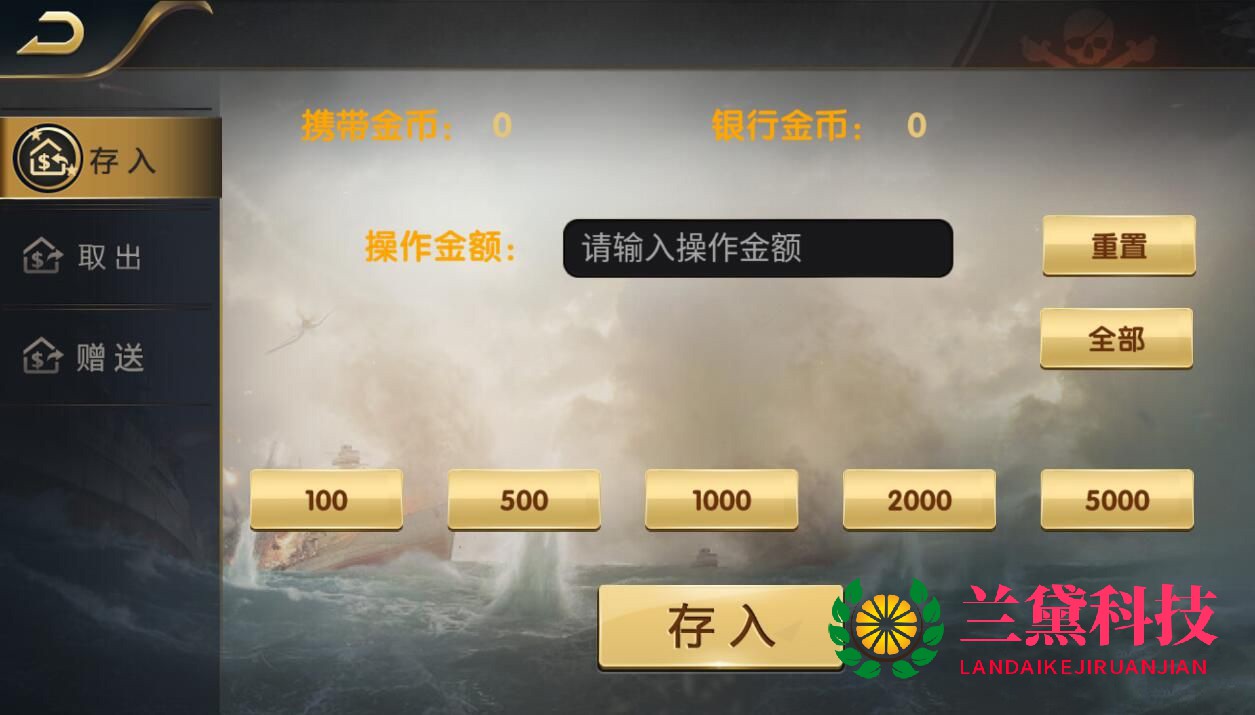 携带金币： 0
银行金币： 0
存入
操作金额：
请输入操作金额
重置
取出
全部
赠送
100
500
1000
2000
5000
存入
兰黛科技
LANDAIKEJIRUANJIAN